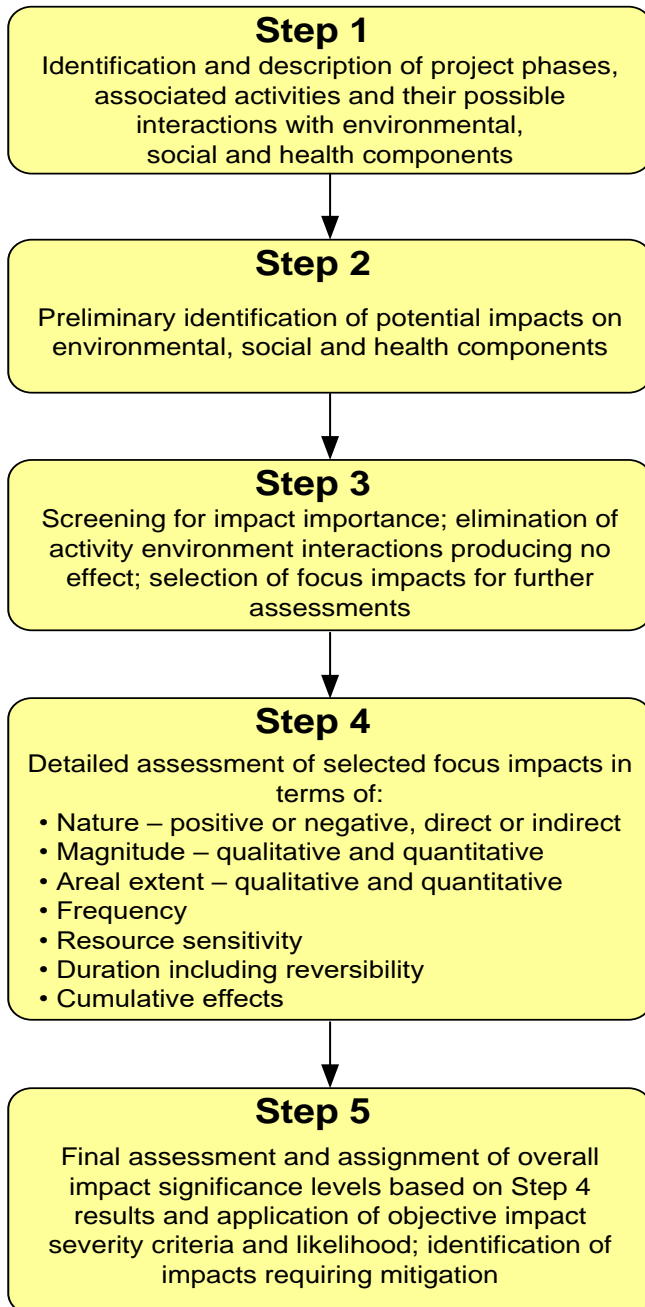 Step 1
Identification and description of project phases,
associated activities and their possible
interactions with environmental,
social and health components
Step 2
Preliminary identification of potential impacts on
environmental, social and health components
Step 3
Screening for impact importance; elimination of
activity environment interactions producing no
effect; selection of focus impacts for further
assessments
Step 4
Detailed assessment of selected focus impacts in
terms of:
• Nature – positive or negative, direct or indirect
• Magnitude – qualitative and quantitative
• Areal extent – qualitative and quantitative
• Frequency
• Resource sensitivity
• Duration including reversibility
• Cumulative effects
Step 5
Final assessment and assignment of overall
impact significance levels based on Step 4
results and application of objective impact
severity criteria and likelihood; identification of
impacts requiring mitigation